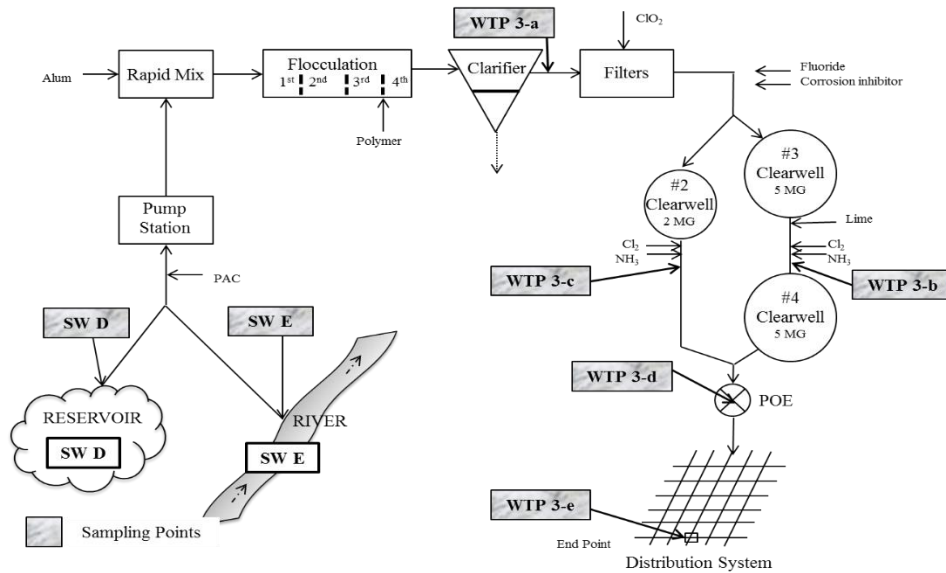 WTP 3-a
ClO2
Alum
Rapid Mix
Flocculation
1st 2nd 3rd 4th
Polymer
Clarifier
Filters
Fluoride
Corrosion inhibitor
#2
Clearwell
2 MG
#3
Clearwell
5 MG
Lime
Cl2
NH3
Cl2
NH3
WTP 3-c
WTP 3-b
#4
Clearwell
5 MG
Pump
Station
PAC
SW D
SW E
WTP 3-d
POE
RESERVOIR
SW D
RIVER
SW E
WTP 3-e
End Point
Distribution System
Sampling Points